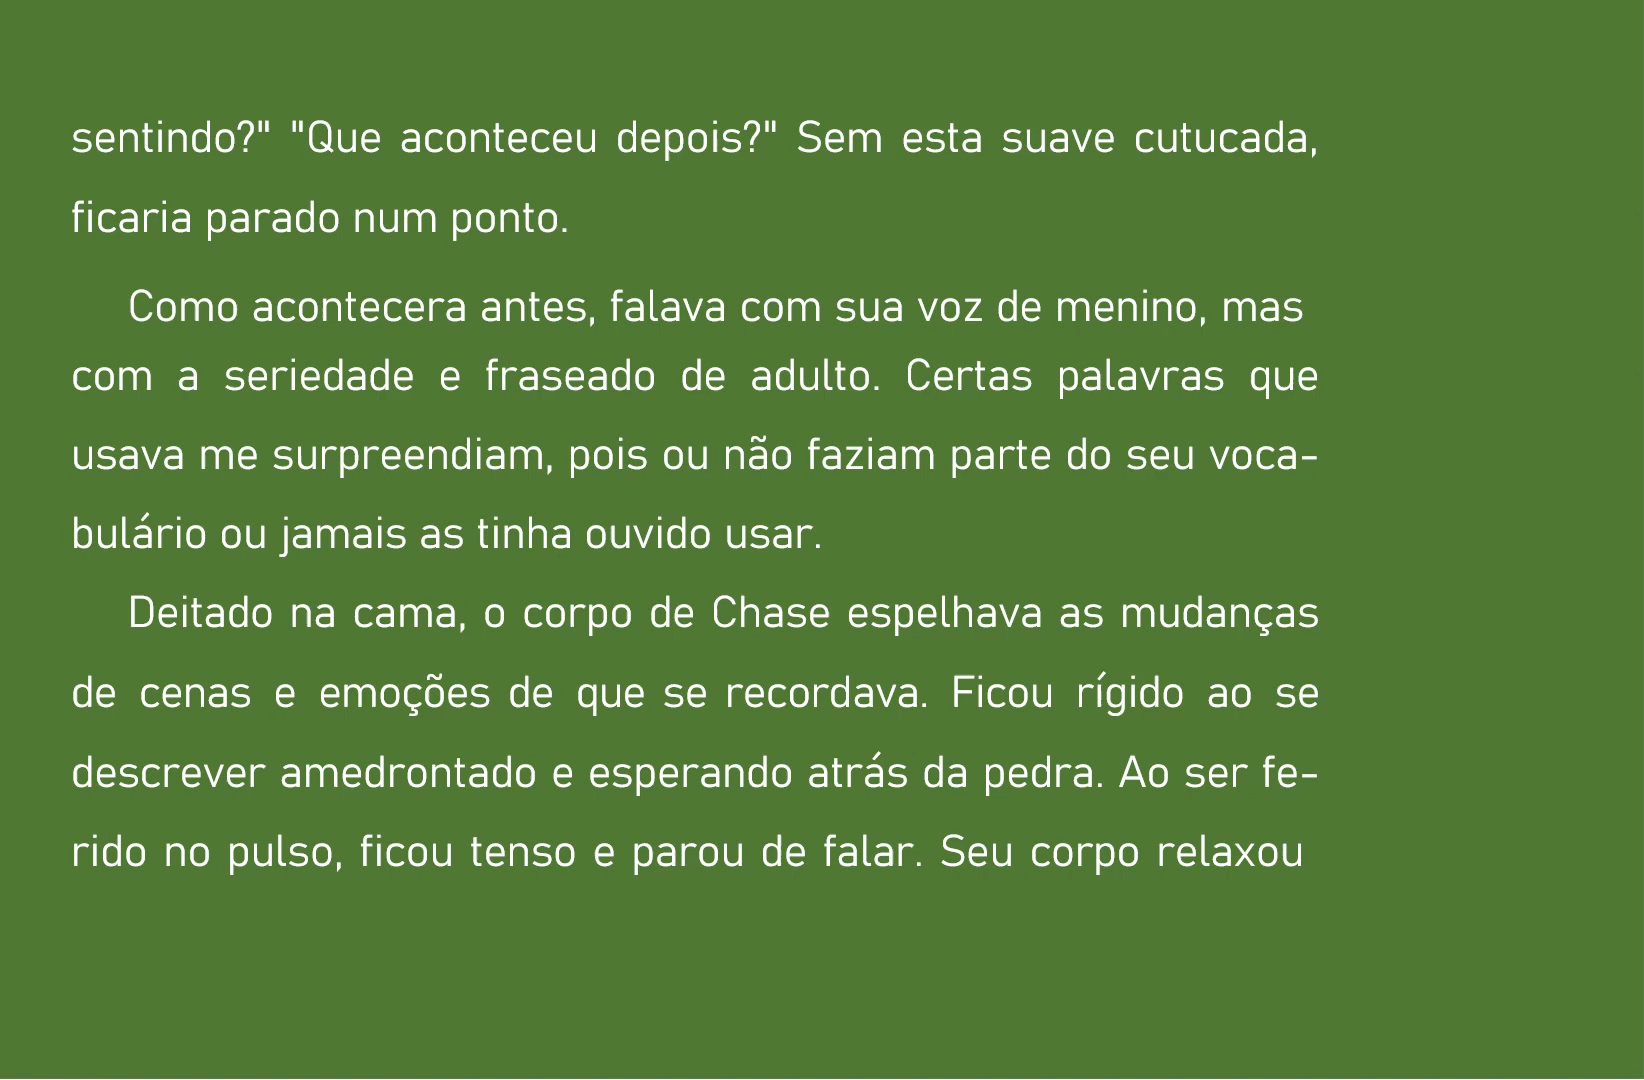 sentindo?" "Que aconteceu depois?" Sem esta suave cutucada,
ficaria parado num ponto.
Como acontecera antes, falava com sua voz de menino, mas
com a seriedade e fraseado de adulto. Certas palavras que
usava me surpreendiam, pois ou não faziam parte do seu voca-
bulário ou jamais as tinha ouvido usar.
Deitado na cama, o corpo de Chase espelhava as mudanças
de cenas e emoções de que se recordava. Ficou rígido ao se
descrever amedrontado e esperando atrás da pedra. Ao ser fe-
rido no pulso, ficou tenso e parou de falar. Seu corpo relaxou